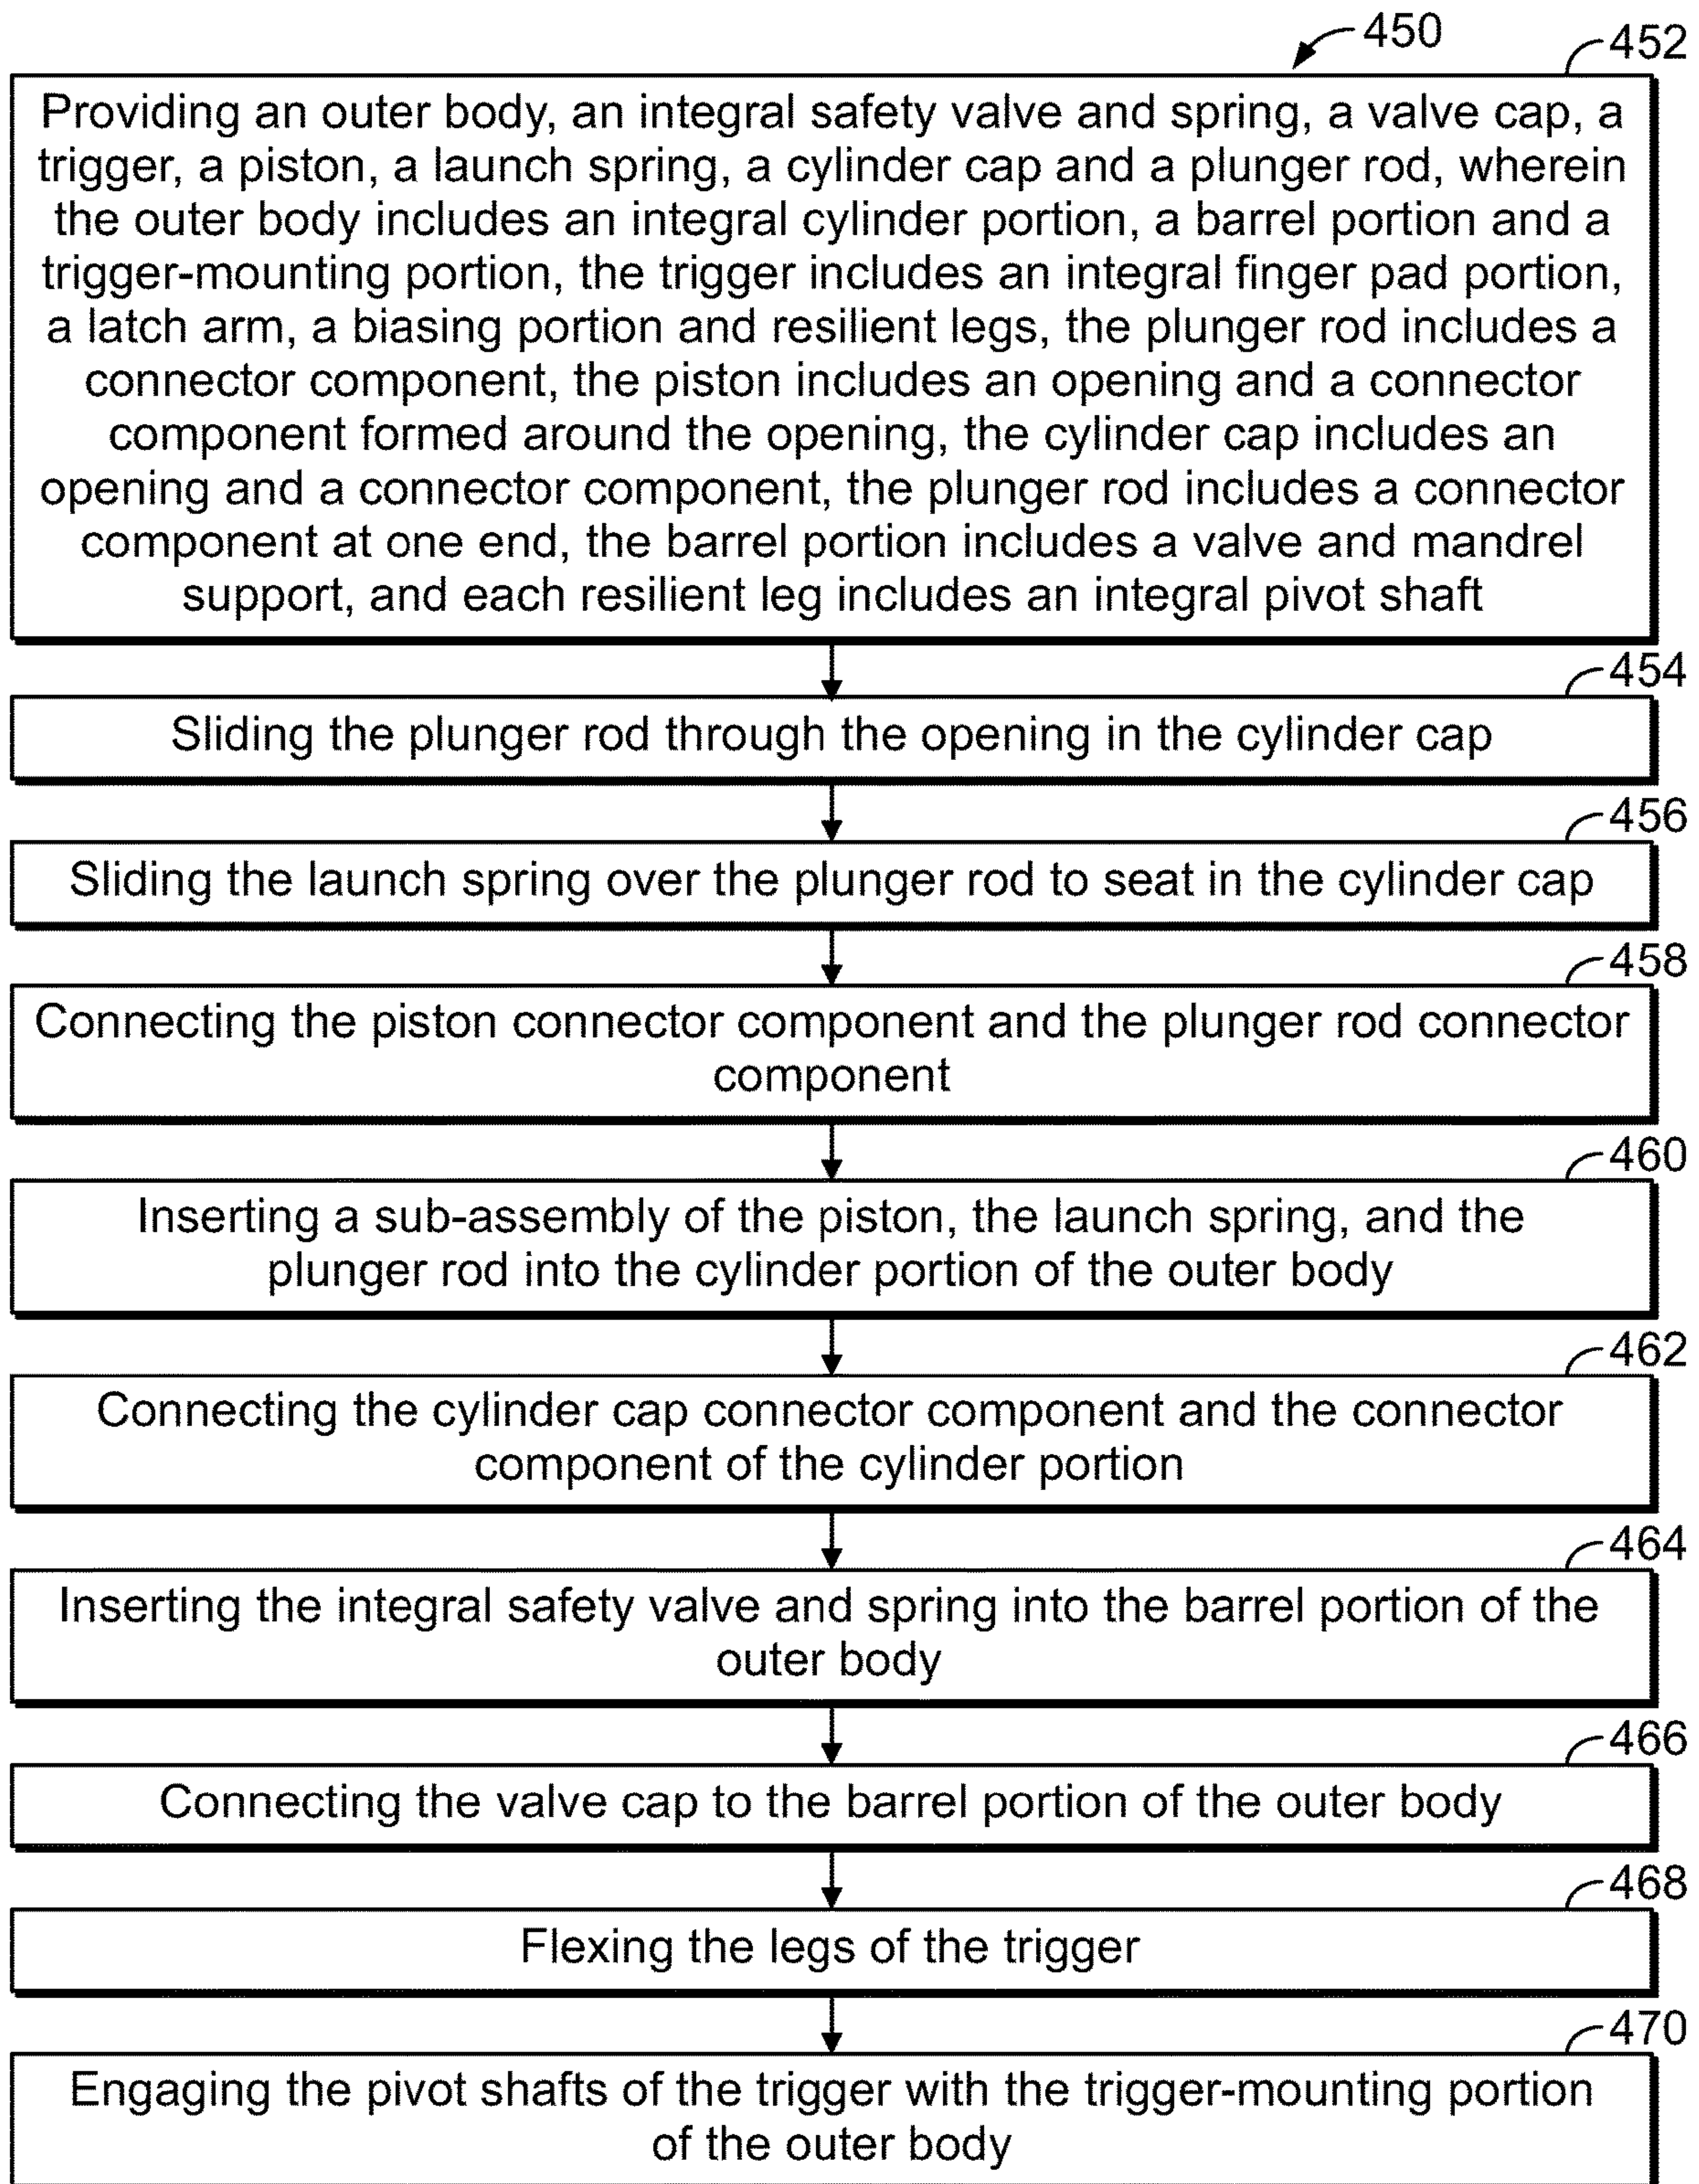 450
452
Providing an outer body, an integral safety valve and spring, a valve cap, a
trigger, a piston, a launch spring, a cylinder cap and a plunger rod, wherein
the outer body includes an integral cylinder portion, a barrel portion and a
trigger-mounting portion, the trigger includes an integral finger pad portion,
a latch arm, a biasing portion and resilient legs, the plunger rod includes a
connector component, the piston includes an opening and a connector
component formed around the opening, the cylinder cap includes an
opening and a connector component, the plunger rod includes a connector
component at one end, the barrel portion includes a valve and mandrel
support, and each resilient leg includes an integral pivot shaft
454
Sliding the plunger rod through the opening in the cylinder cap
456
Sliding the launch spring over the plunger rod to seat in the cylinder cap
458
Connecting the piston connector component and the plunger rod connector
component
460
Inserting a sub-assembly of the piston, the launch spring, and the
plunger rod into the cylinder portion of the outer body
462
Connecting the cylinder cap connector component and the connector
component of the cylinder portion
464
Inserting the integral safety valve and spring into the barrel portion of the
outer body
466
Connecting the valve cap to the barrel portion of the outer body
468
Flexing the legs of the trigger
470
Engaging the pivot shafts of the trigger with the trigger-mounting portion
of the outer body